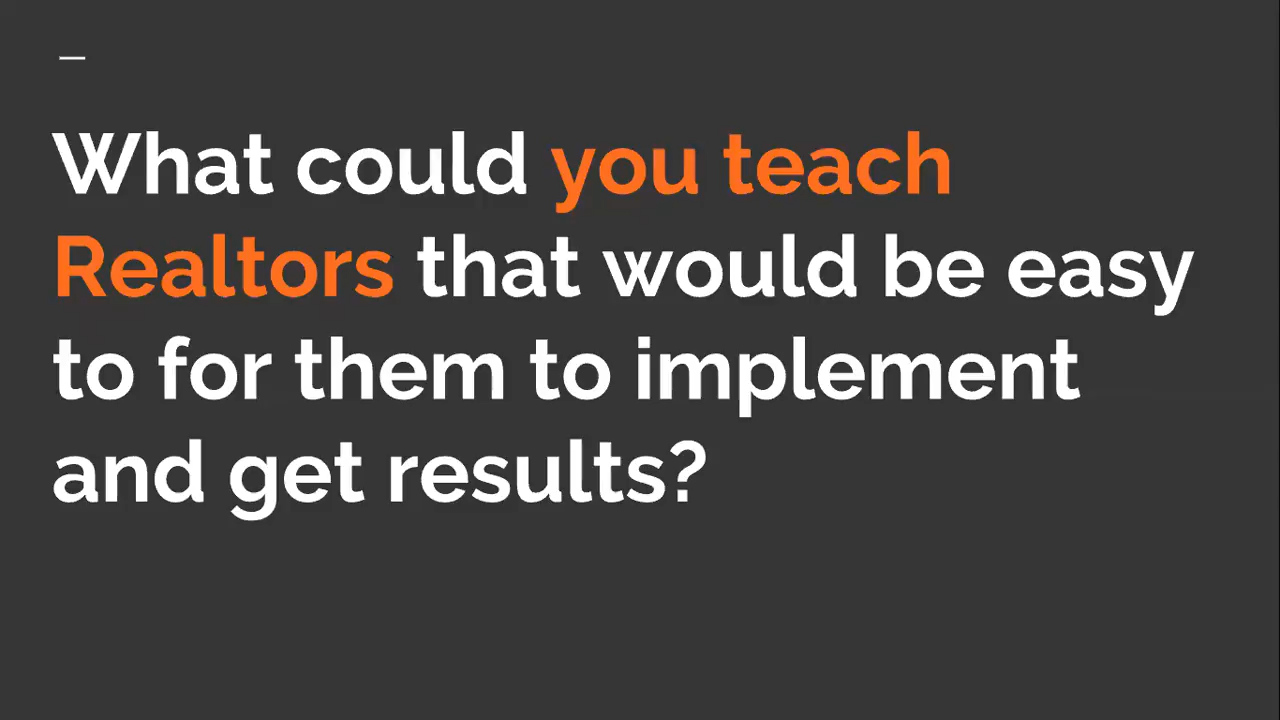 What could you teach
Realtors that would be easy
to for them to implement
and get results?